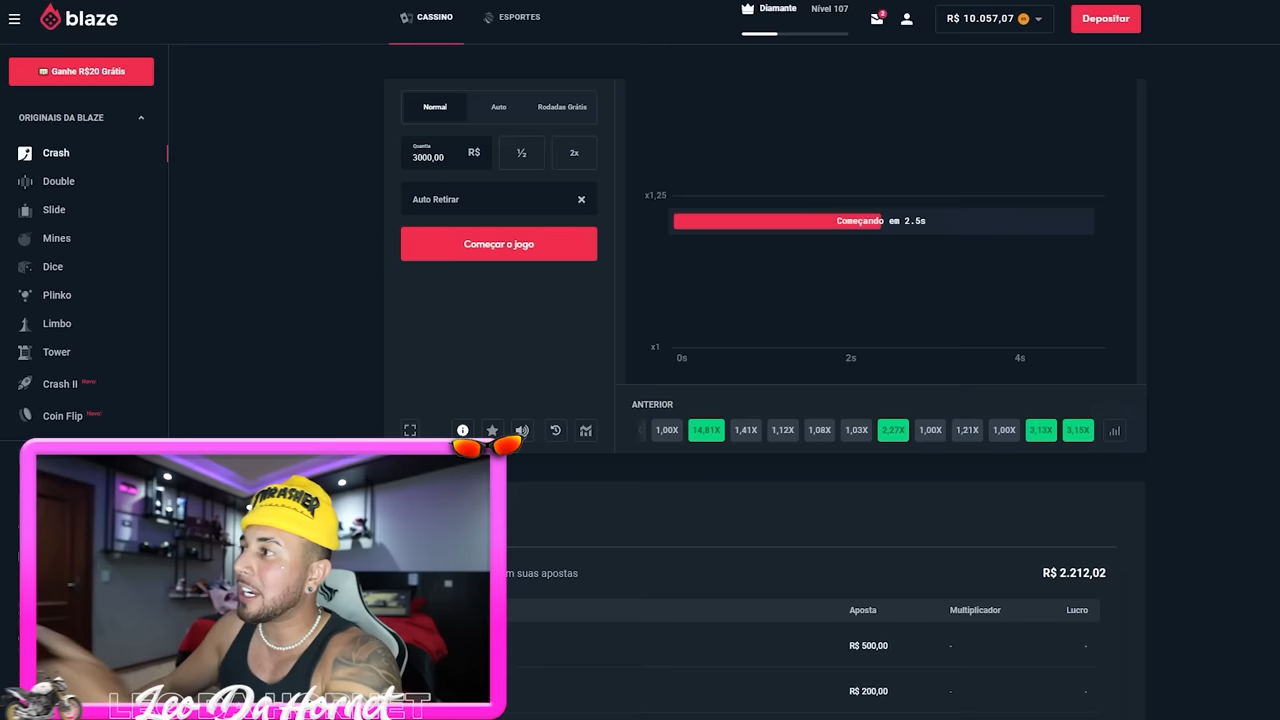 blaze
CASSINO
ESPORTES
Diamante
Nível 107
R$ 10.057,07
Depositar
Ganhe R$20 Grátis
ORIGINAIS DA BLAZE
Crash
Double
Slide
Mines
Dice
Plinko
Limbo
Tower
Crash II Novo!
Coin Flip Novo!
Normal
Auto
Rodadas Grátis
Quantia
3000,00
R$
½
2x
Auto Retirar
Começar o jogo
x1,25
Começando em 2.5s
x1
0s
2s
4s
ANTERIOR
1,00X
14,81X
1,41X
1,12X
1,08X
1,03X
2,27X
1,00X
1,21X
1,00X
3,13X
3,15X
m suas apostas
R$ 2.212,02
Aposta
Multiplicador
Lucro
R$ 500,00
-
-
R$ 200,00
-
-
THRASHER
Leo Da Hornet